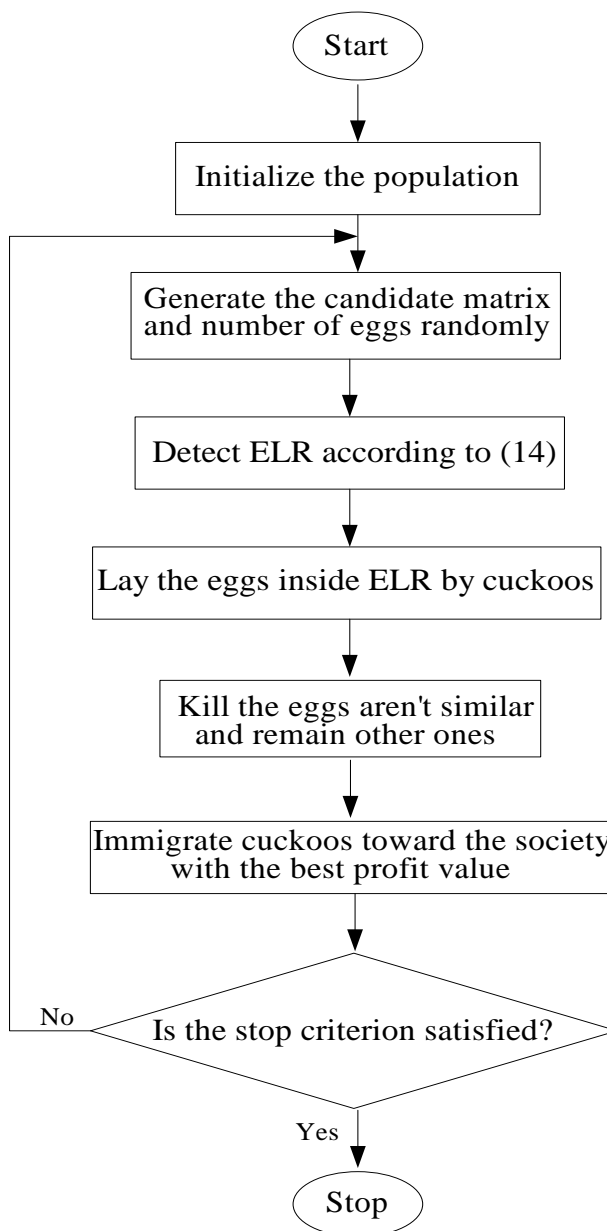 Start
Initialize the population
Generate the candidate matrix
and number of eggs randomly
Detect ELR according to (14)
Lay the eggs inside ELR by cuckoos
Kill the eggs aren't similar
and remain other ones
Immigrate cuckoos toward the society
with the best profit value
Is the stop criterion satisfied?
No
Yes
Stop